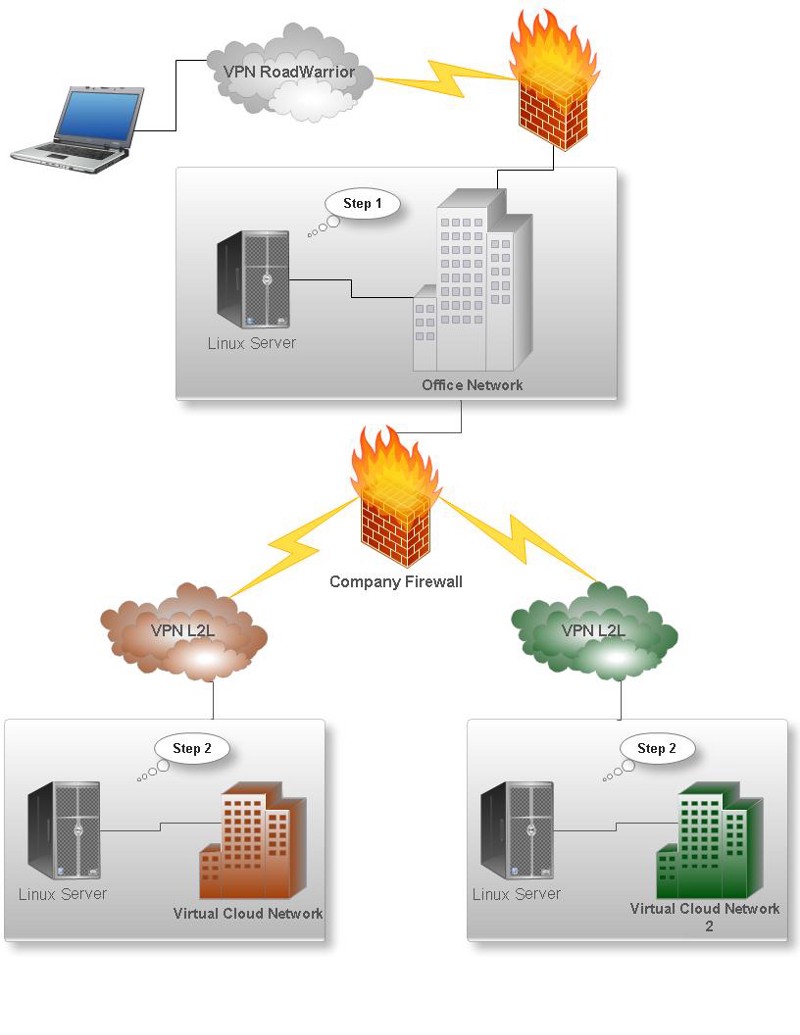 VPN RoadWarrior
Step 1
Linux Server
Office Network
Company Firewall
VPN L2L
VPN L2L
Step 2
Step 2
Linux Server
Virtual Cloud Network
Linux Server
Virtual Cloud Network
2